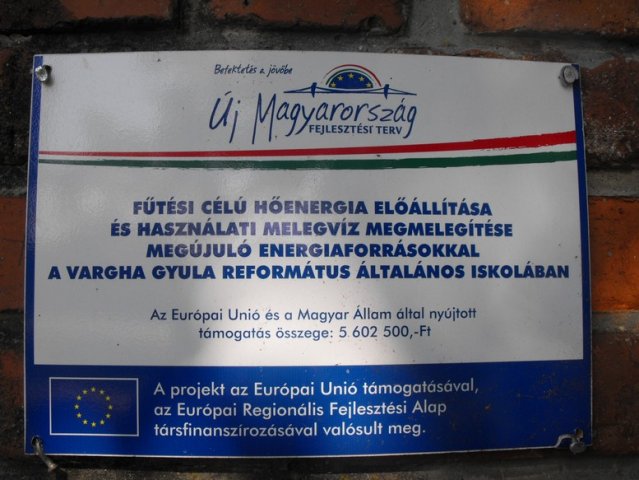 Befektetés a jövőbe
Új Magyarország
FEJLESZTÉSI TERV
FŰTÉSI CÉLÚ HŐENERGIA ELŐÁLLÍTÁSA
ÉS HASZNÁLATI MELEGVÍZ MEGMELEGÍTÉSE
MEGÚJULÓ ENERGIAFORRÁSOKKAL
A VARGHA GYULA REFORMÁTUS ÁLTALÁNOS ISKOLÁBAN
Az Európai Unió és a Magyar Állam által nyújtott
támogatás összege: 5 602 500,-Ft
A projekt az Európai Unió támogatásával,
az Európai Regionális Fejlesztési Alap
társfinanszírozásával valósult meg.